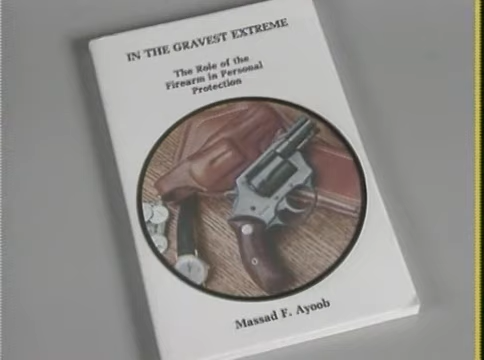 IN THE GRAVEST EXTREME
The Role of the
Firearm in Personal
Protection
Massad F. Ayoob